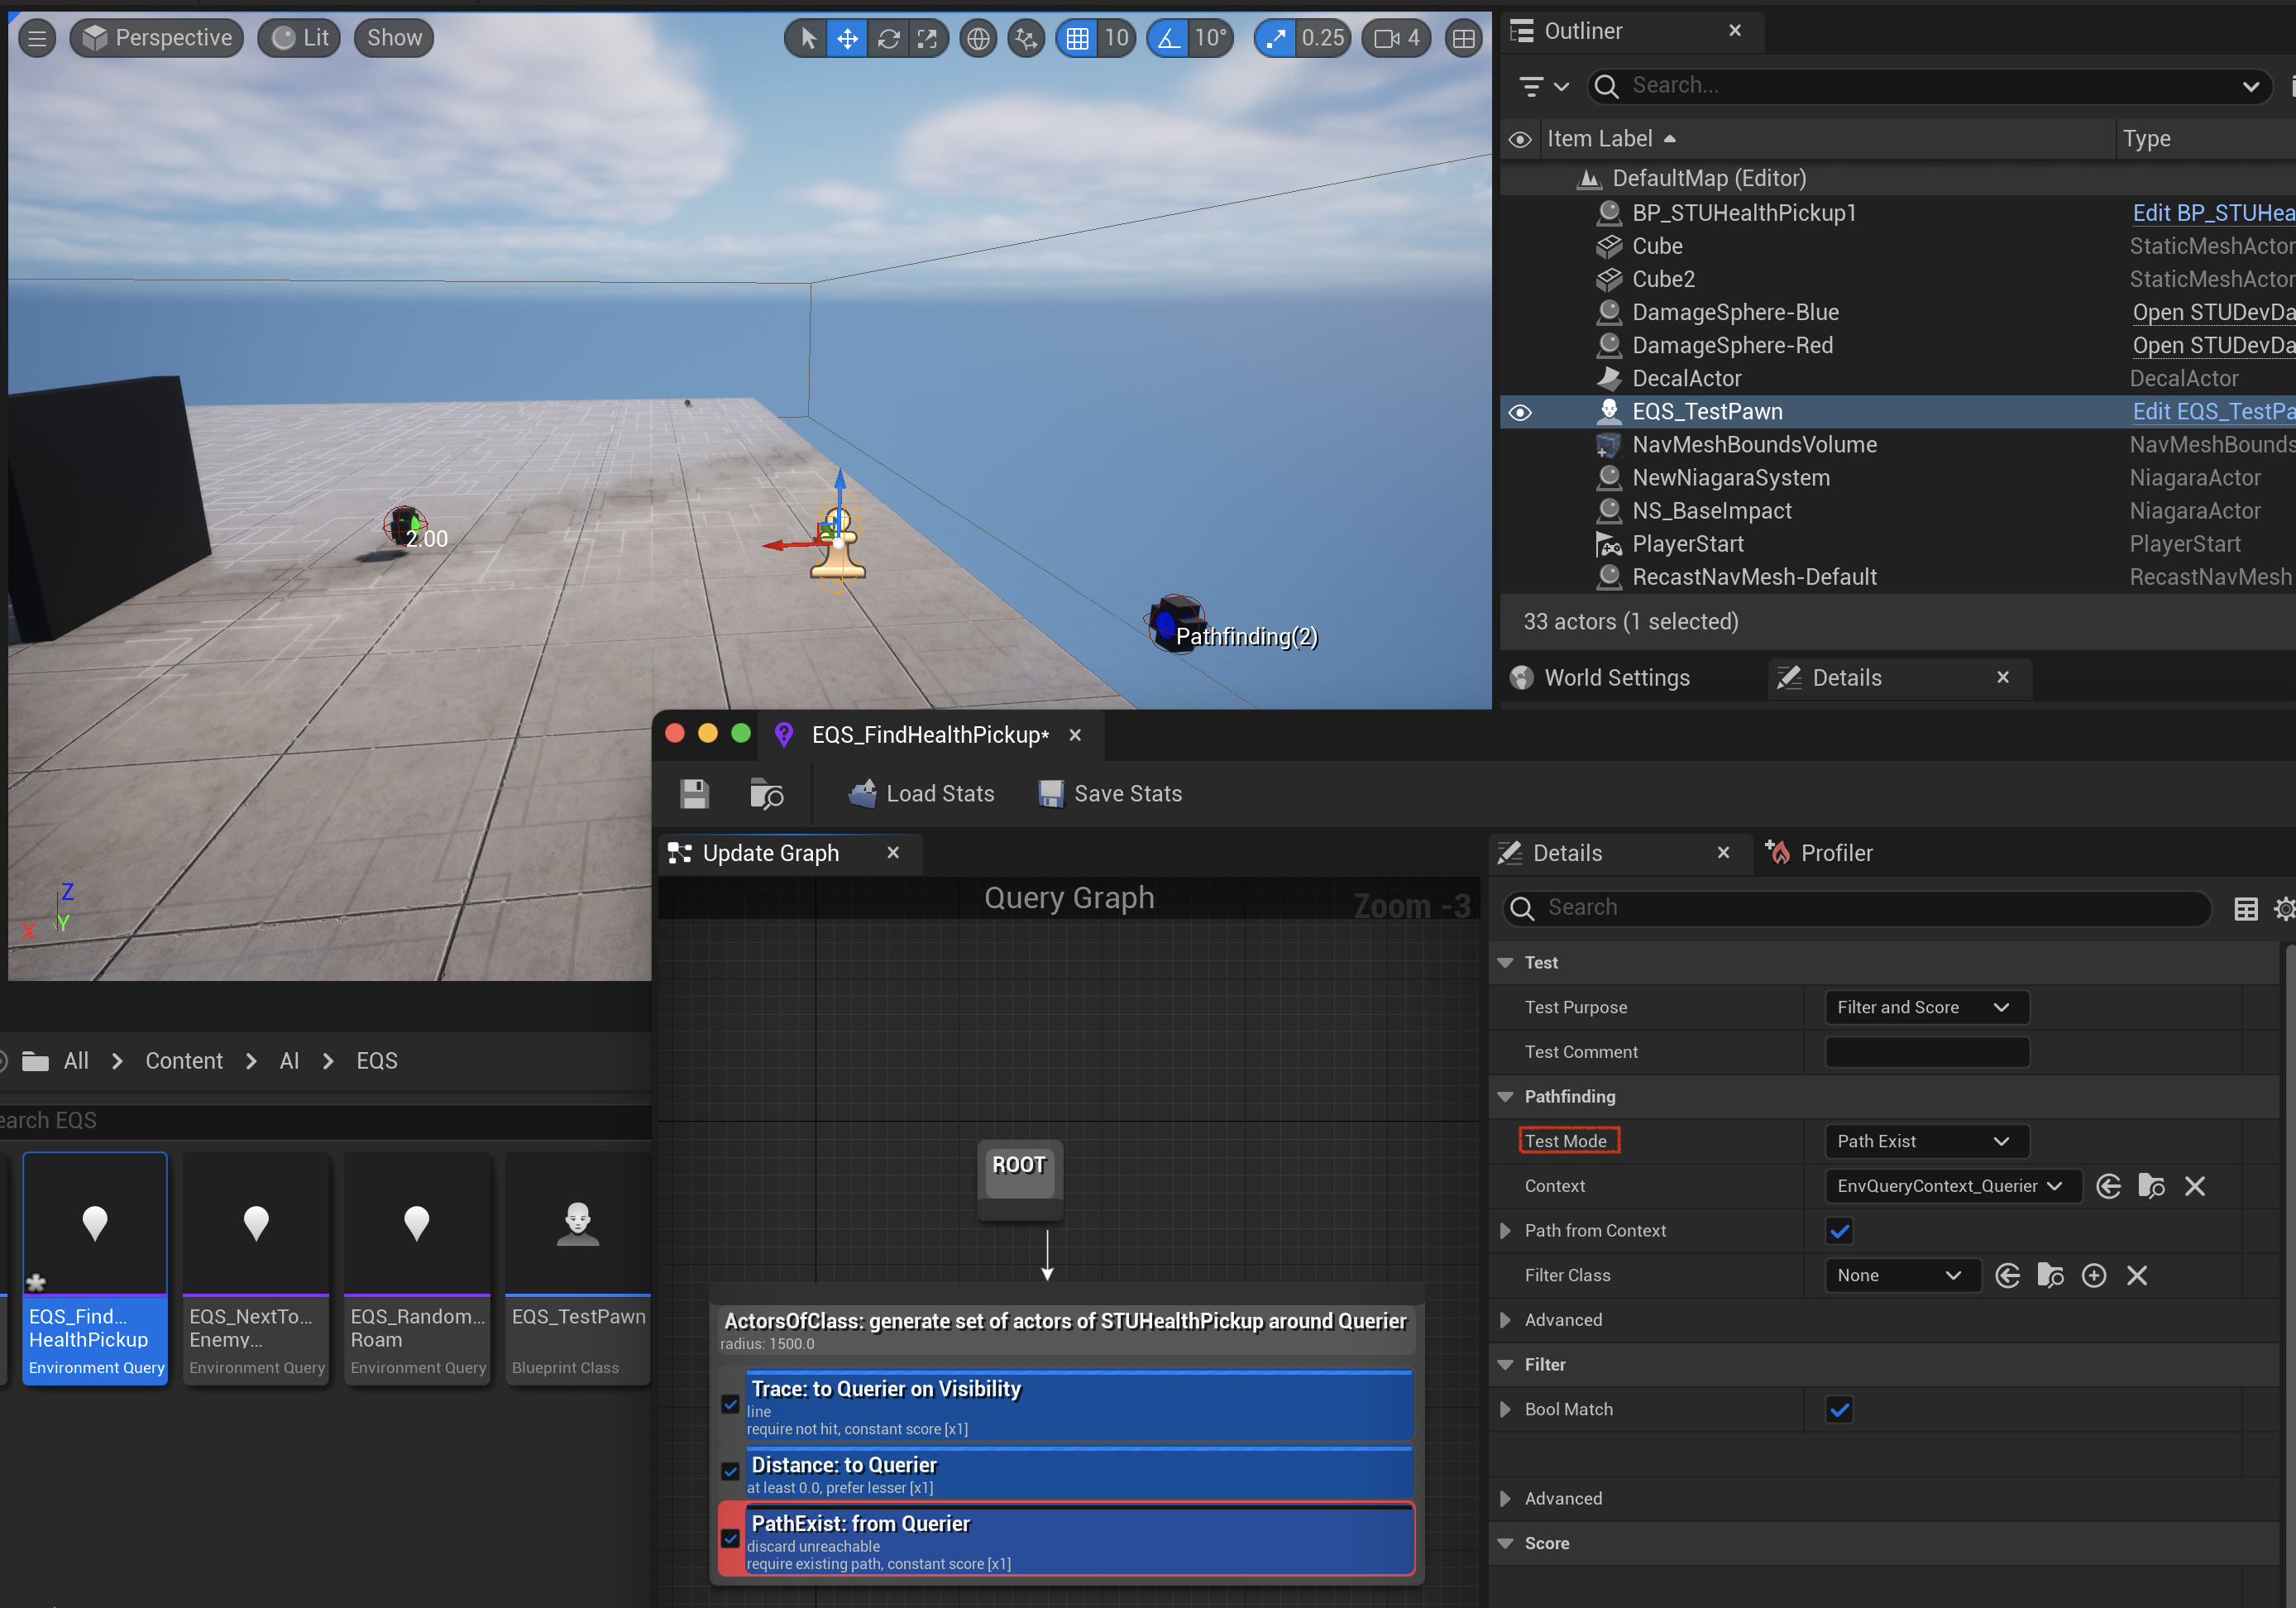 Perspective
Lit
Show
10
10°
0.25
4
2.00
Pathfinding(2)
Z
Y
X
Outliner
Search...
Item Label
Type
DefaultMap (Editor)
BP_STUHealthPickup1
Edit BP_STUHea
Cube
StaticMeshActor
Cube2
StaticMeshActor
DamageSphere-Blue
Open STUDevDa
DamageSphere-Red
Open STUDevDa
DecalActor
DecalActor
EQS_TestPawn
Edit EQS_TestPa
NavMeshBoundsVolume
NavMeshBounds
NewNiagaraSystem
NiagaraActor
NS_BaseImpact
NiagaraActor
PlayerStart
PlayerStart
RecastNavMesh-Default
RecastNavMesh
33 actors (1 selected)
World Settings
Details
All > Content > AI > EQS
earch EQS
EQS_Find...
HealthPickup
Environment Query
EQS_NextTo...
Enemy...
Environment Query
EQS_Random...
Roam
Environment Query
EQS_TestPawn
Blueprint Class
EQS_FindHealthPickup*
Load Stats
Save Stats
Update Graph
Query Graph
Zoom -3
ROOT
ActorsOfClass: generate set of actors of STUHealthPickup around Querier
radius: 1500.0
Trace: to Querier on Visibility
line
require not hit, constant score [x1]
Distance: to Querier
at least 0.0, prefer lesser [x1]
PathExist: from Querier
discard unreachable
require existing path, constant score [x1]
Details
Profiler
Search
Test
Test Purpose
Filter and Score
Test Comment
Pathfinding
Test Mode
Path Exist
Context
EnvQueryContext_Querier
Path from Context
Filter Class
None
Advanced
Filter
Bool Match
Advanced
Score